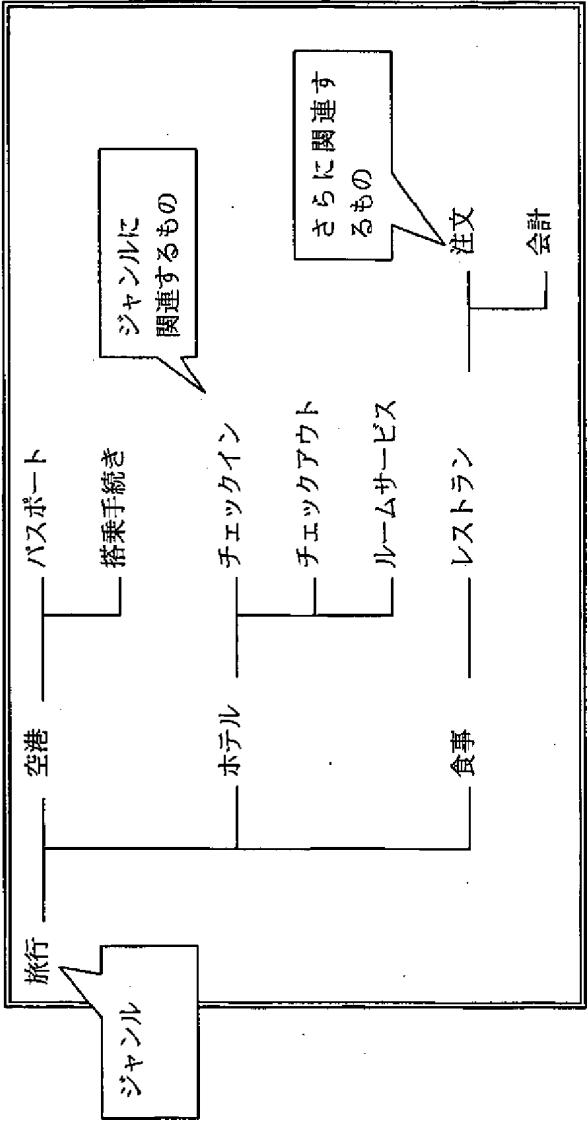 旅行
空港
パスポート
搭乗手続き
ホテル
チェックイン
チェックアウト
ルームサービス
食事
レストラン
注文
会計
ジャンル
ジャンルに
関連するもの
さらに関連す
るもの